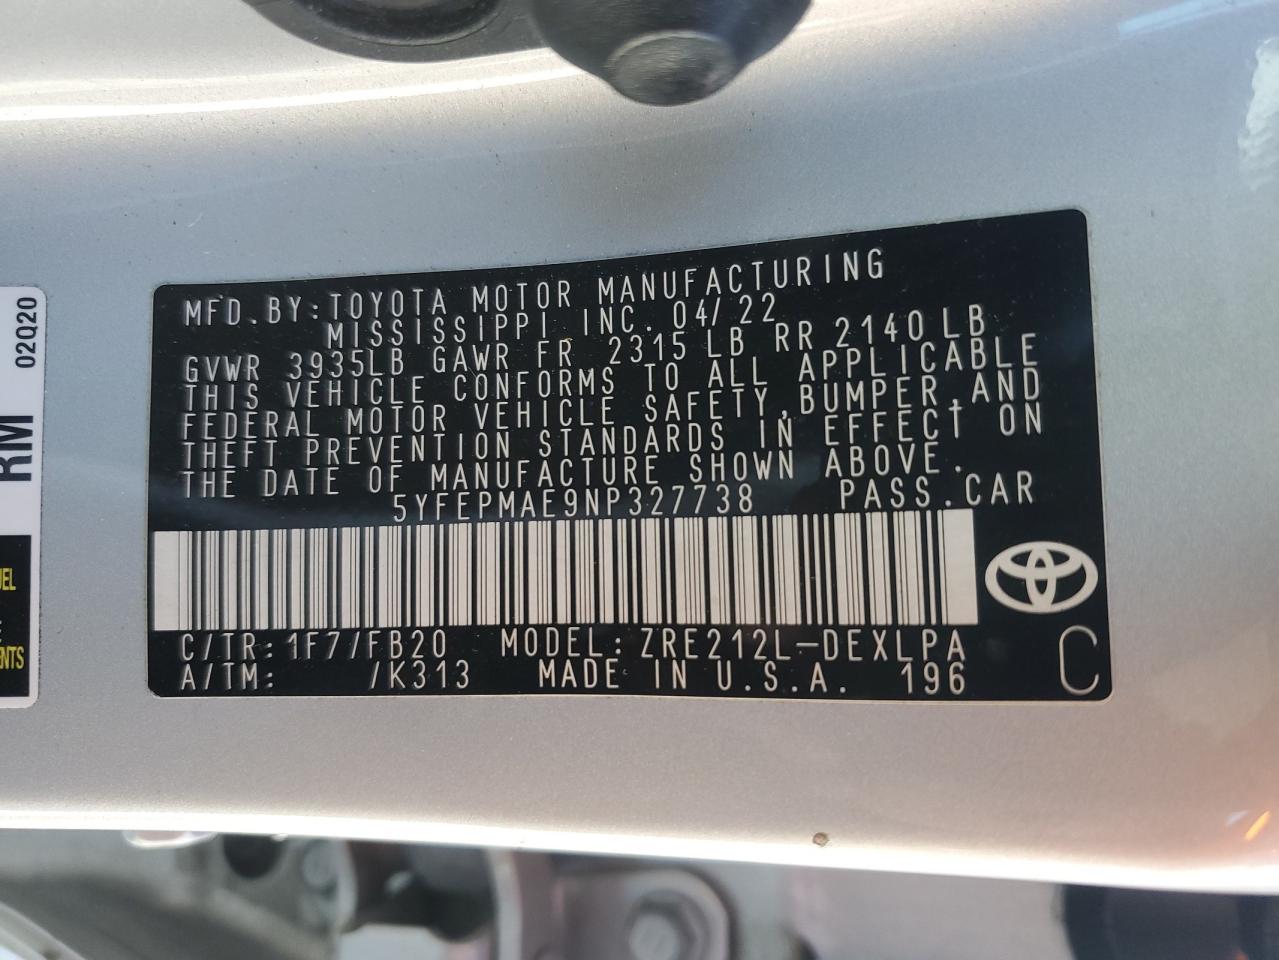 MFD.BY:TOYOTA MOTOR MANUFACTURING
MISSISSIPPI INC. 04/22
GVWR 3935LB GAWR FR 2315 LB RR 2140 LB
THIS VEHICLE CONFORMS TO ALL APPLICABLE
FEDERAL MOTOR VEHICLE SAFETY,BUMPER,AND
THEFT PREVENTION STANDARDS IN EFFECT ON
THE DATE OF MANUFACTURE SHOWN ABOVE.
5YFEPMAE9NP327738 PASS.CAR
C/TR:1F7/FB20 MODEL:ZRE212L-DEXLPA
A/TM: /K313 MADE IN U.S.A. 196
C
RM 02Q20